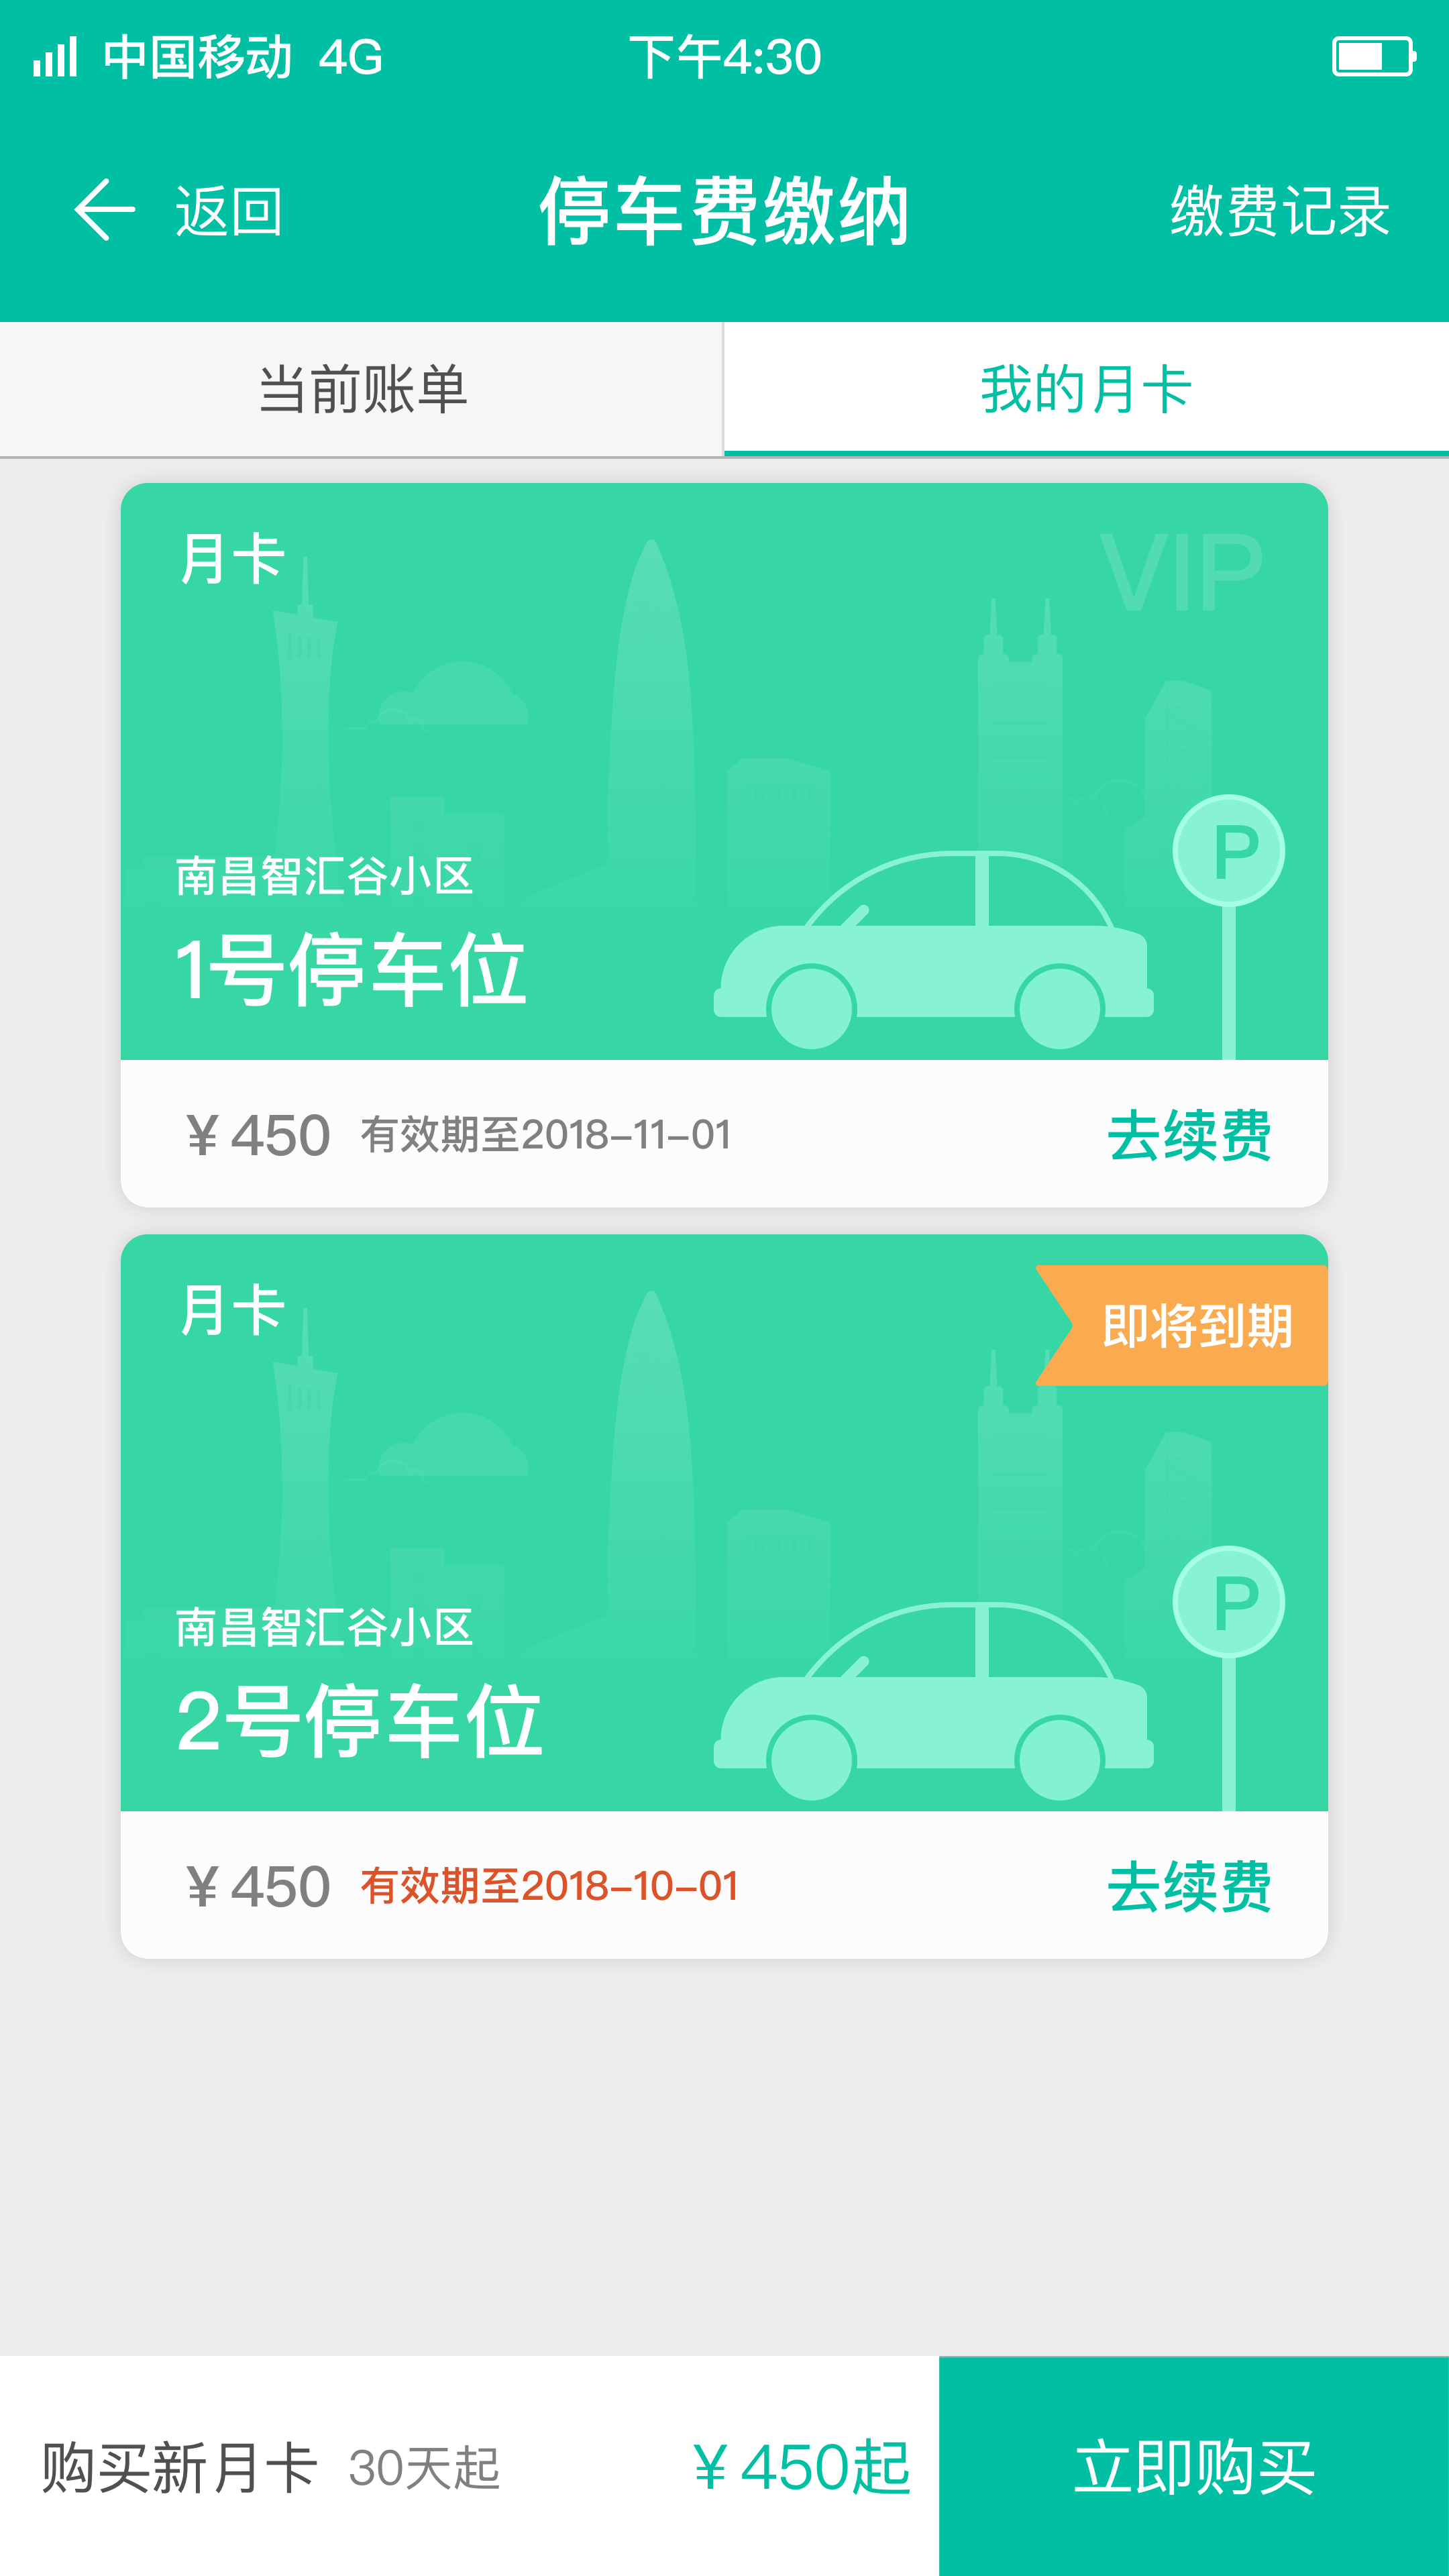 中国移动 4G 下午4:30
返回 停车费缴纳 缴费记录
当前账单 我的月卡
月卡 VIP
P
南昌智汇谷小区
1号停车位
¥ 450 有效期至2018-11-01 去续费
月卡 即将到期
P
南昌智汇谷小区
2号停车位
¥ 450 有效期至2018-10-01 去续费
购买新月卡 30天起 ¥ 450起 立即购买